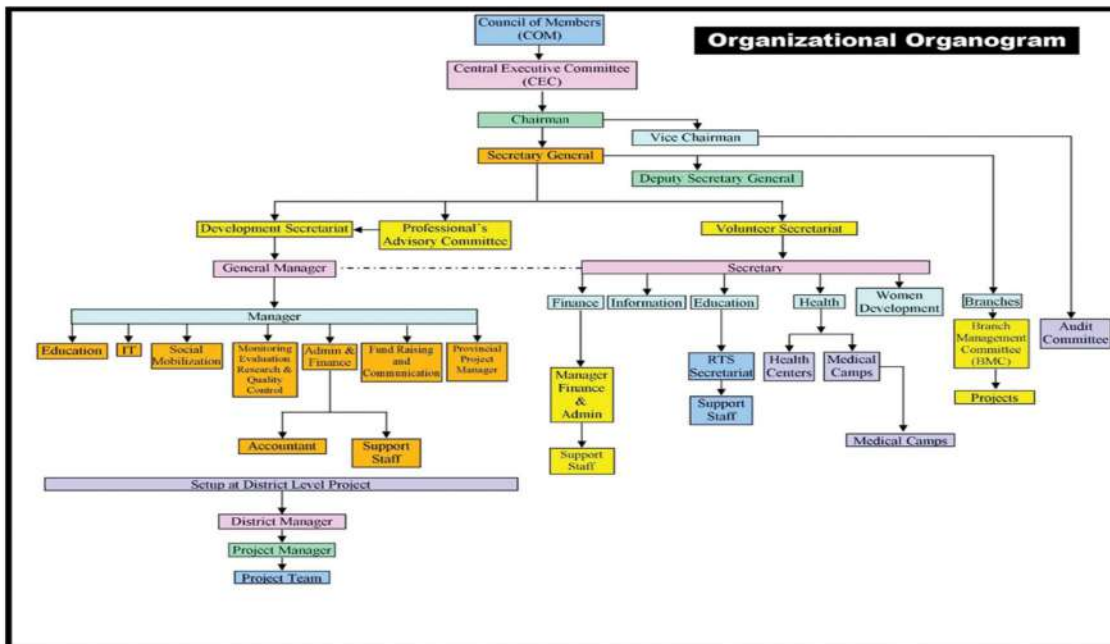 Council of Members
(COM)
Organizational Organogram
Central Executive Committee
(CEC)
Chairman
Vice Chairman
Secretary General
Deputy Secretary General
Development Secretariat
Professional's
Advisory Committee
Volunteer Secretariat
General Manager
Secretary
Finance
Information
Education
Health
Women
Development
Branches
Audit
Committee
Manager
Education
IT
Social
Mobilization
Monitoring
Evaluation
Research &
Quality
Control
Admin &
Finance
Fund Raising
and
Communication
Provincial
Project
Manager
Manager
Finance
&
Admin
RTS
Secretariat
Health
Centers
Medical
Camps
Branch
Management
Committee
(BMC)
Support
Staff
Projects
Accountant
Support
Staff
Support
Staff
Medical Camps
Setup at District Level Project
District Manager
Project Manager
Project Team